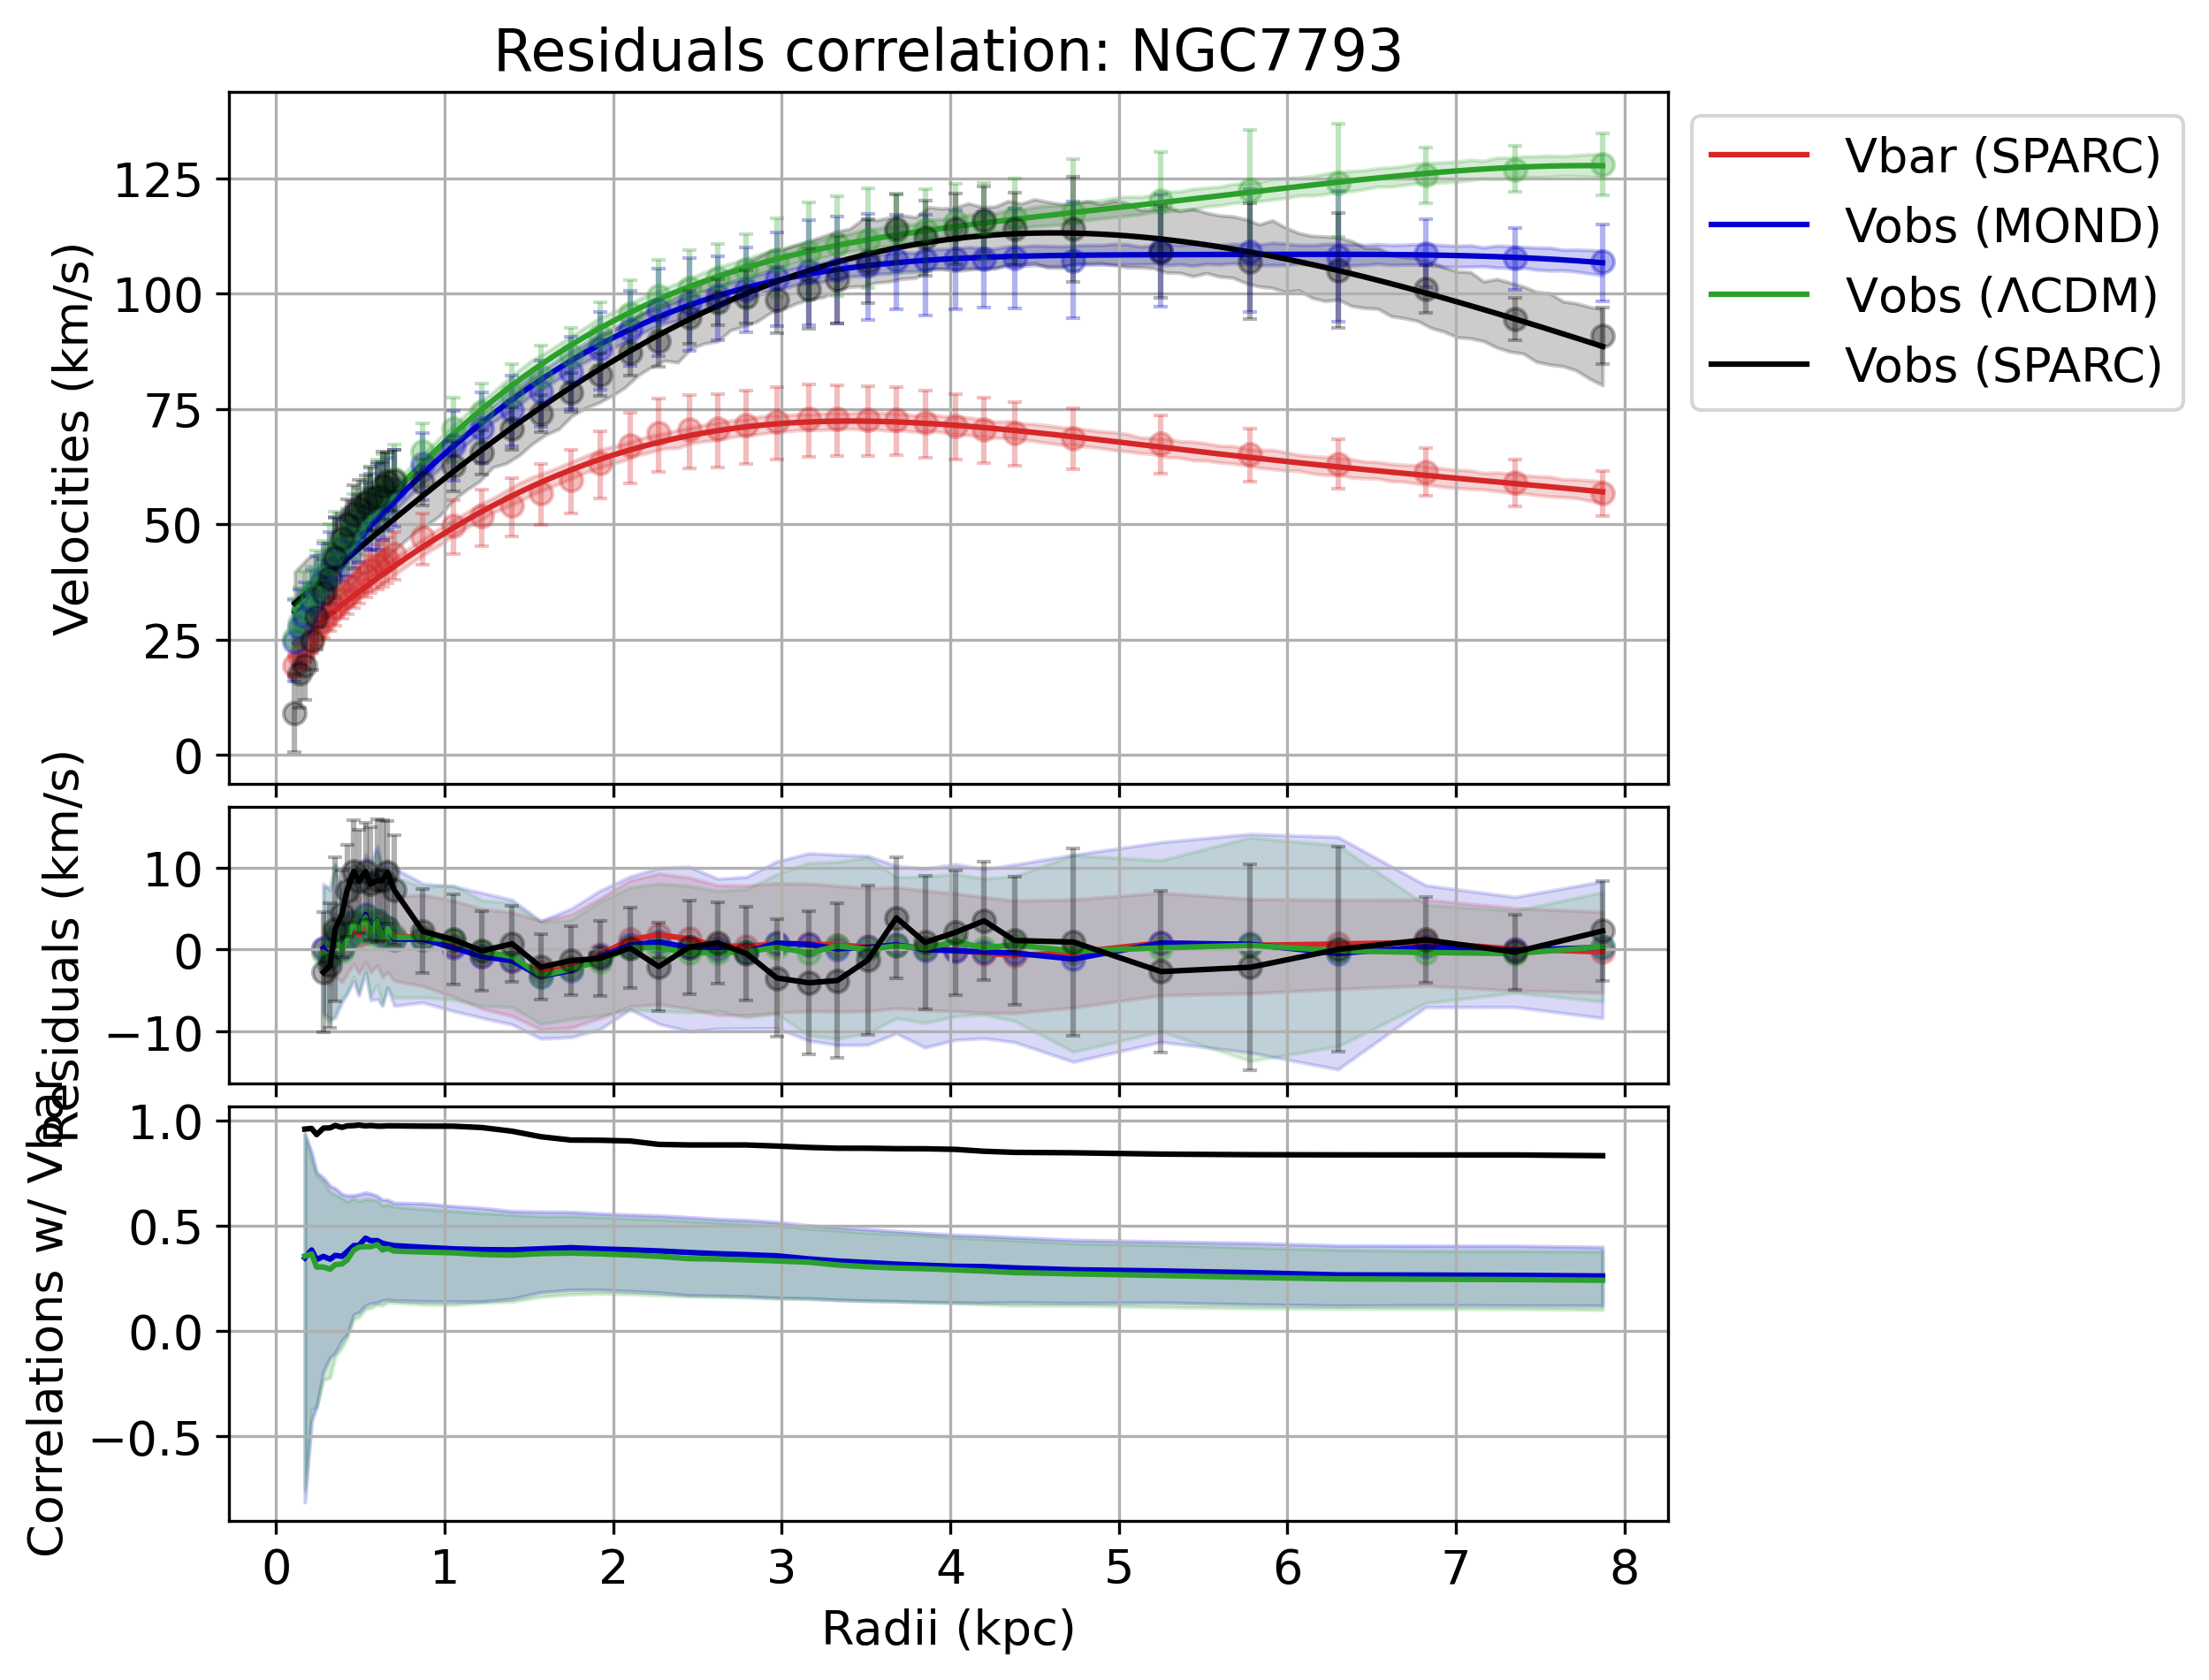 Residuals correlation: NGC7793
Velocities (km/s)
125
100
75
50
25
0
Vbar (SPARC)
Vobs (MOND)
Vobs (ΛCDM)
Vobs (SPARC)
Residuals (km/s)
10
0
−10
Correlations w/ Vbar
1.0
0.5
0.0
−0.5
0 1 2 3 4 5 6 7 8
Radii (kpc)